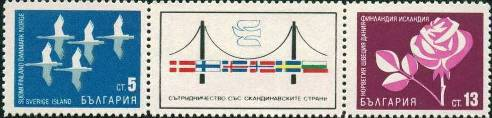 SUOMI FINLAND DANMARK NORGE
SVERIGE ISLAND
СТ. 5
БЪЛГАРИЯ
СЪТРУДНИЧЕСТВО СЪС СКАНДИНАВСКИТЕ СТРАНИ
ФИНЛАНДИЯ ИСЛАНДИЯ
НОРВЕГИЯ ШВЕЦИЯ ДАНИЯ
БЪЛГАРИЯ
СТ. 13